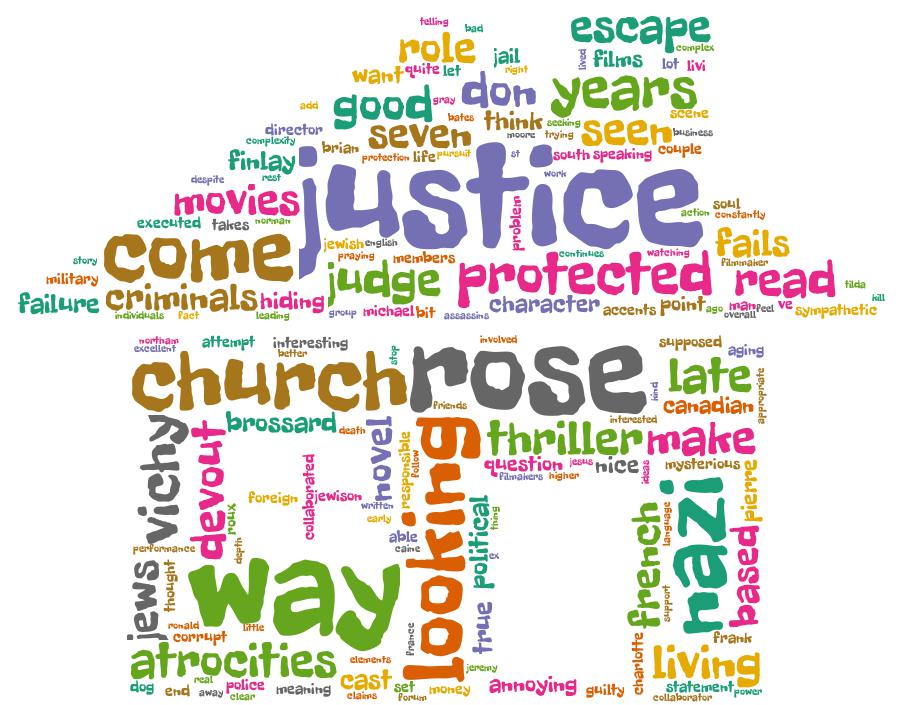 telling
bad
escape
role
complex
jail
lived
films
lot
livi
want
quite
let
right
good
gray
don
years
add
bates
think
seeking
scene
director
seven
moore
trying
seen
business
complexity
brian
finlay
protection
life
pursuit
st
south
speaking
couple
despite
rest
justice
work
movies
problem
action
soul
constantly
executed
takes
norman
story
come
jewish
english
praying
members
continues
watching
fails
filmmaker
military
judge
protected
read
tilda
kill
failure
criminals
hiding
individuals
fact
leading
group
michael
bit
assassins
character
accents
point
ago
man
feel
ve
overall
sympathetic
northam
excellent
attempt
interesting
better
stop
involved
supposed
aging
church
rose
kind
late
appropriate
friends
canadian
vichy
devout
brossard
death
novel
responsible
follow
looking
thriller
interested
make
question
jesus
nice
ideas
mysterious
filmmakers
higher
collaborated
foreign
jewison
written
early
roux
depth
able
caine
political
thing
ex
french
language
support
nazi
based
pierre
performance
jews
thought
way
true
france
ronald
corrupt
little
frank
atrocities
elements
jeremy
charlotte
living
dog
end
real
away
police
clear
meaning
cast
claims
set
forum
money
annoying
guilty
statement
power
collaborator